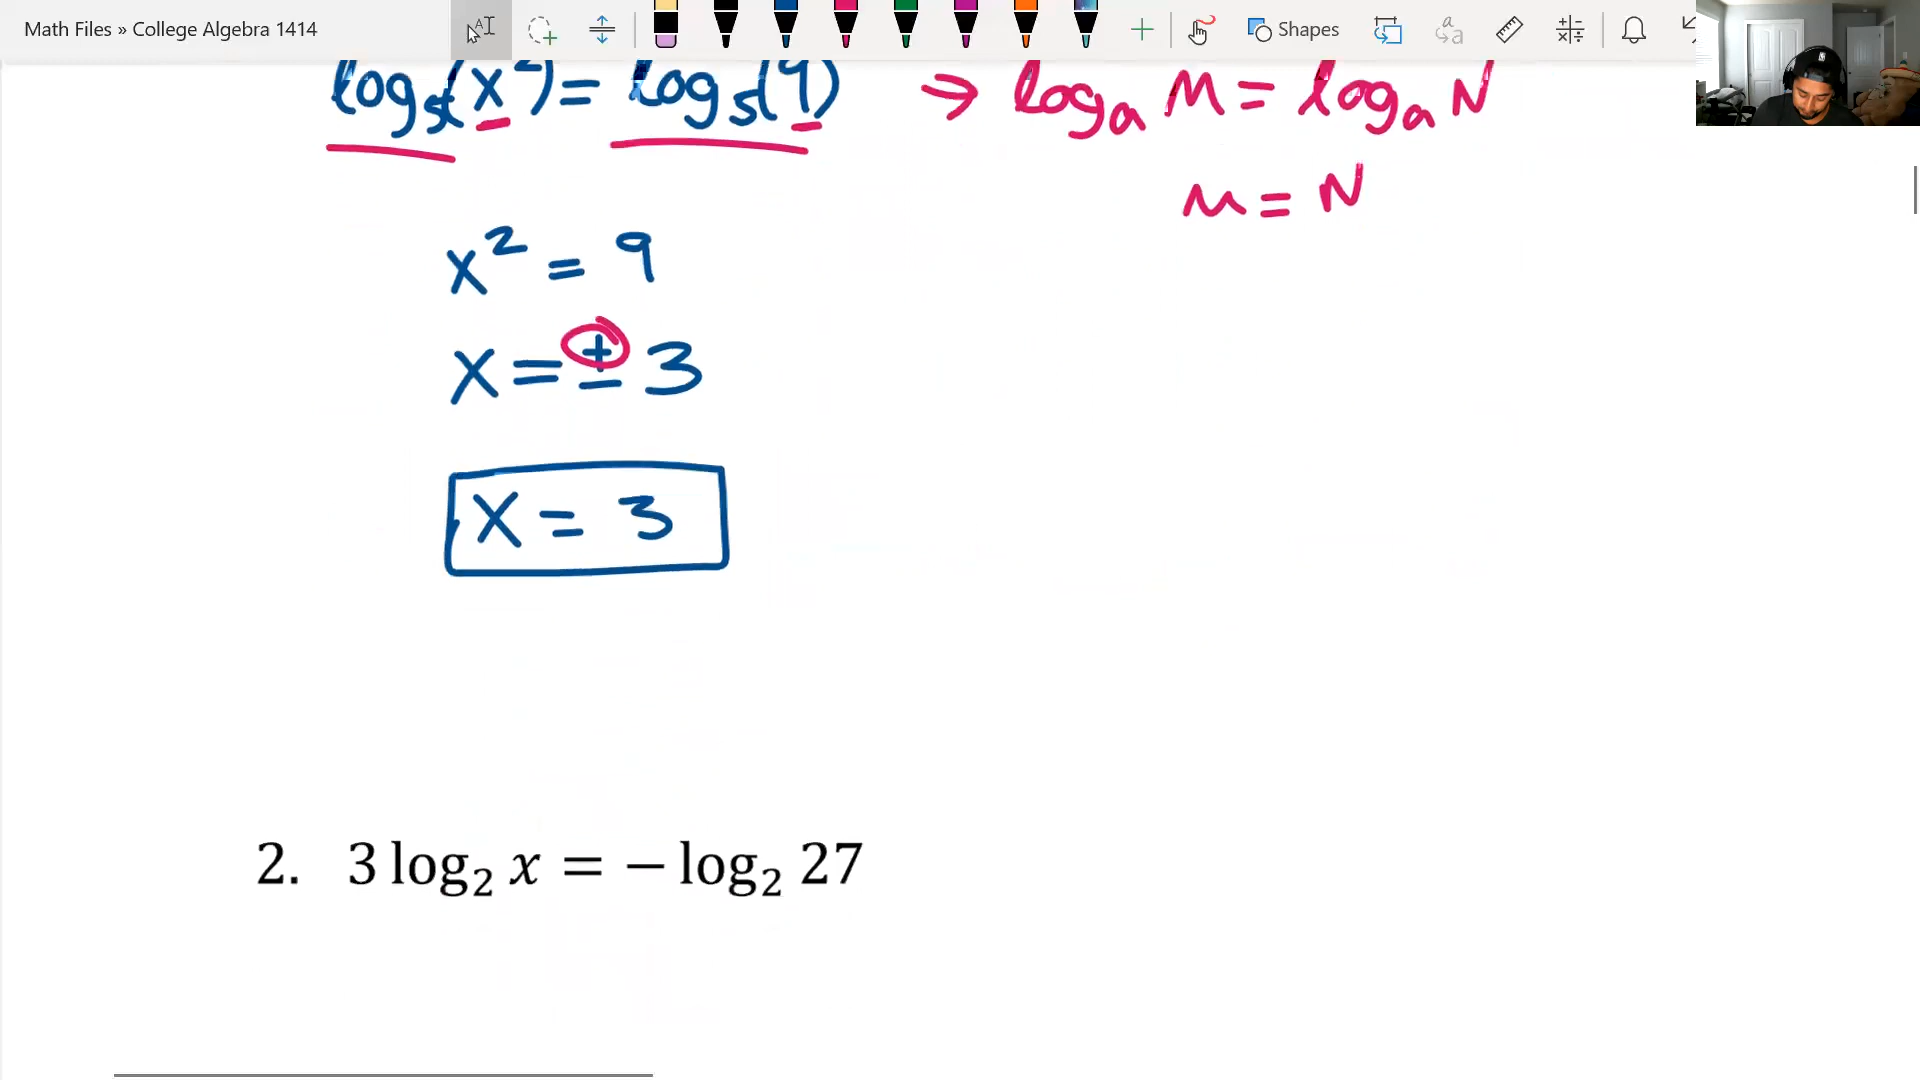 Math Files » College Algebra 1414
Shapes
log₅(x²) = log₅(9) → logₐ M = logₐ N
M = N
x² = 9
x = ± 3
x = 3
2. 3 log₂ x = − log₂ 27